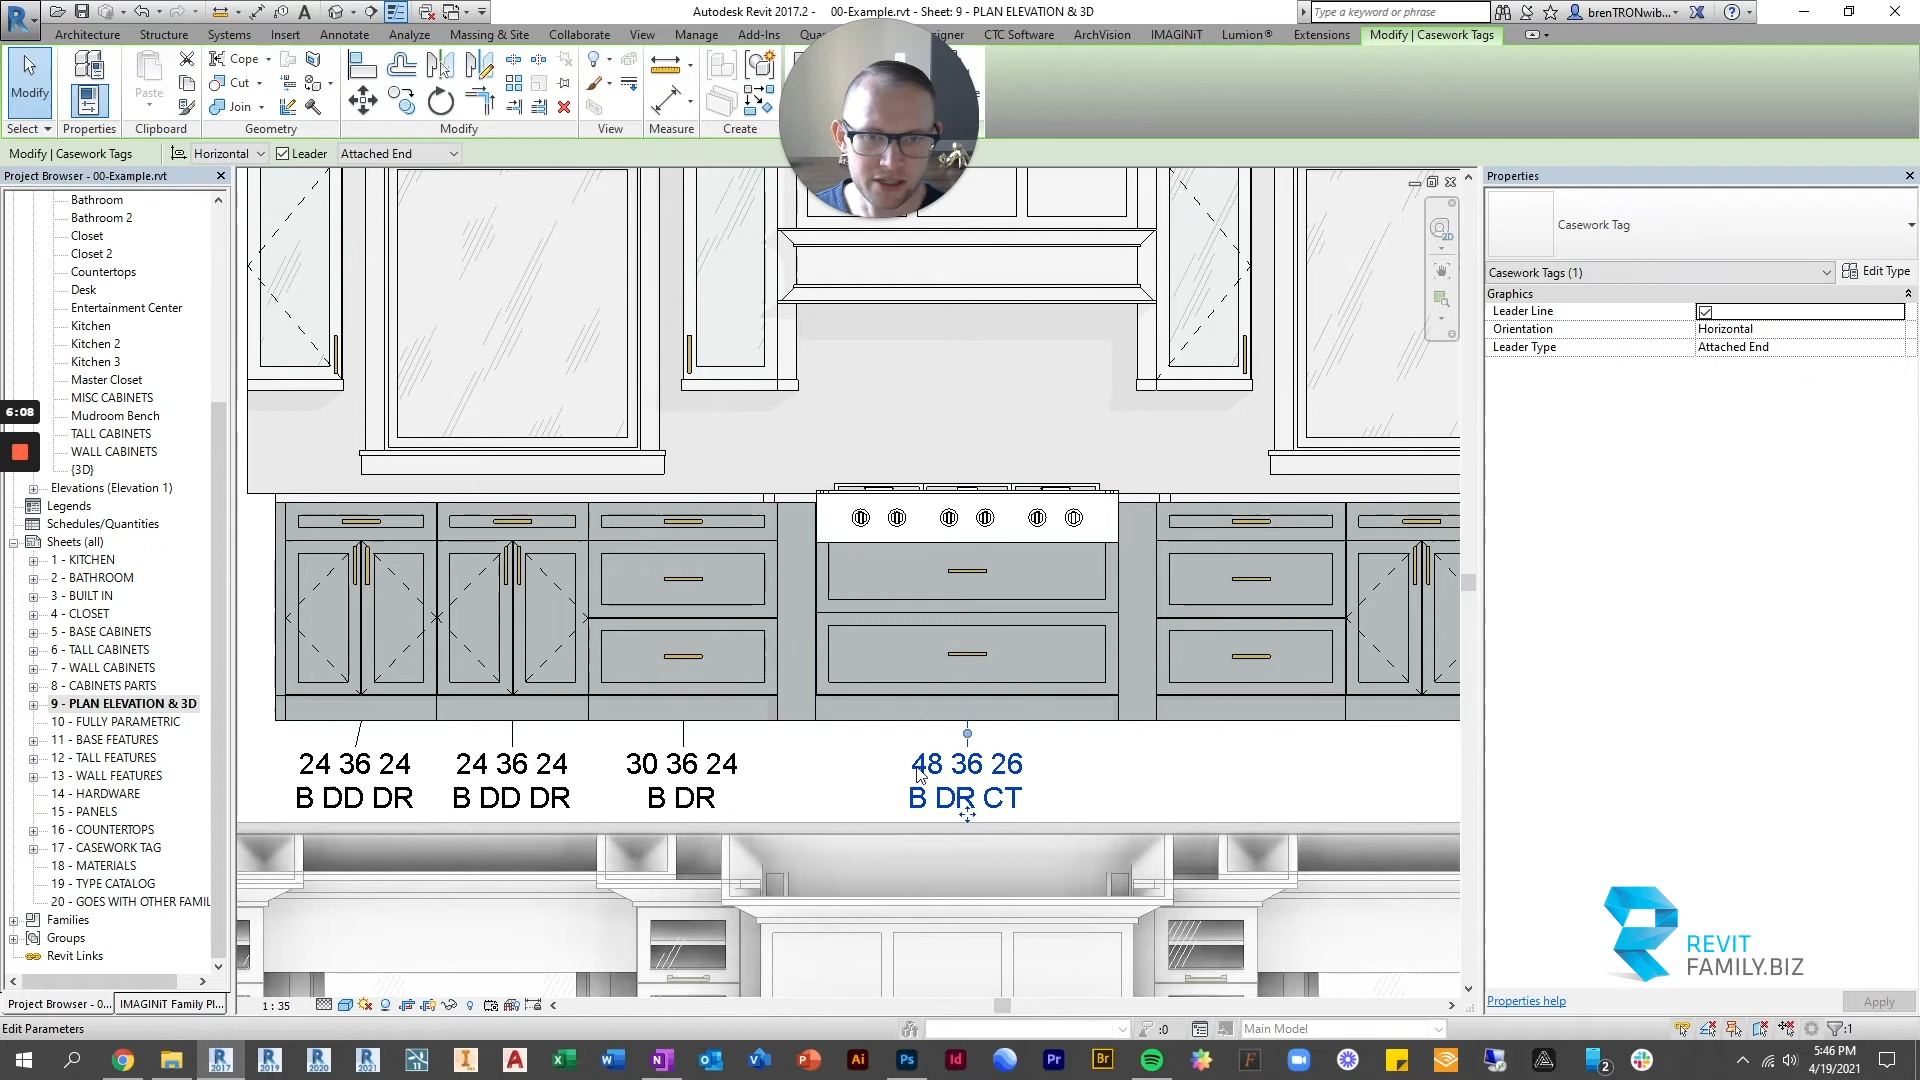 Autodesk Revit 2017.2 - 00-Example.rvt - Sheet: 9 - PLAN ELEVATION & 3D
Type a keyword or phrase
brenTRONwib...
Architecture Structure Systems Insert Annotate Analyze Massing & Site Collaborate View Manage Add-Ins CTC Software ArchVision IMAGINiT Lumion® Extensions Modify | Casework Tags
Modify
Paste
Cope
Cut
Join
Select Properties Clipboard Geometry Modify View Measure Create
Modify | Casework Tags Horizontal Leader Attached End
Project Browser - 00-Example.rvt
Bathroom
Bathroom 2
Closet
Closet 2
Countertops
Desk
Entertainment Center
Kitchen
Kitchen 2
Kitchen 3
Master Closet
MISC CABINETS
Mudroom Bench
TALL CABINETS
WALL CABINETS
{3D}
Elevations (Elevation 1)
Legends
Schedules/Quantities
Sheets (all)
1 - KITCHEN
2 - BATHROOM
3 - BUILT IN
4 - CLOSET
5 - BASE CABINETS
6 - TALL CABINETS
7 - WALL CABINETS
8 - CABINETS PARTS
9 - PLAN ELEVATION & 3D
10 - FULLY PARAMETRIC
11 - BASE FEATURES
12 - TALL FEATURES
13 - WALL FEATURES
14 - HARDWARE
15 - PANELS
16 - COUNTERTOPS
17 - CASEWORK TAG
18 - MATERIALS
19 - TYPE CATALOG
20 - GOES WITH OTHER FAMIL
Families
Groups
Revit Links
Project Browser - 0... IMAGINiT Family Pl...
6:08
2D
24 36 24
B DD DR
24 36 24
B DD DR
30 36 24
B DR
48 36 26
B DR CT
1 : 35
Properties
Casework Tag
Casework Tags (1) Edit Type
Graphics
Leader Line
Orientation Horizontal
Leader Type Attached End
REVIT
FAMILY.BIZ
Properties help Apply
Edit Parameters
:0
Main Model
:1
5:46 PM
4/19/2021